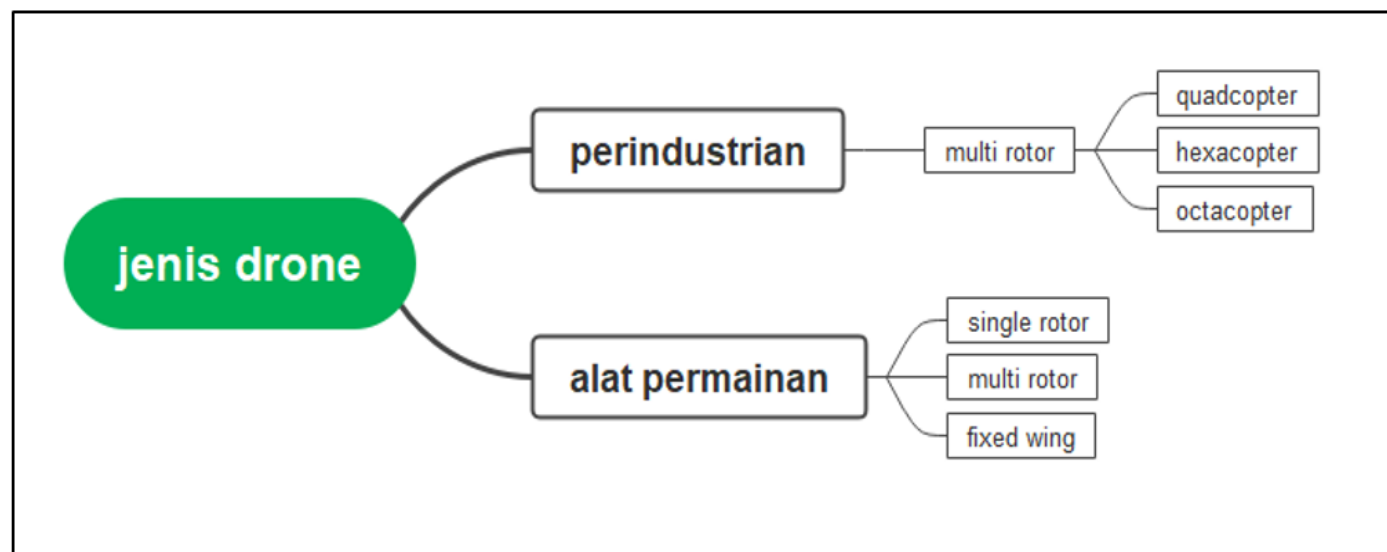 jenis drone
perindustrian
multi rotor
quadcopter
hexacopter
octacopter
alat permainan
single rotor
multi rotor
fixed wing